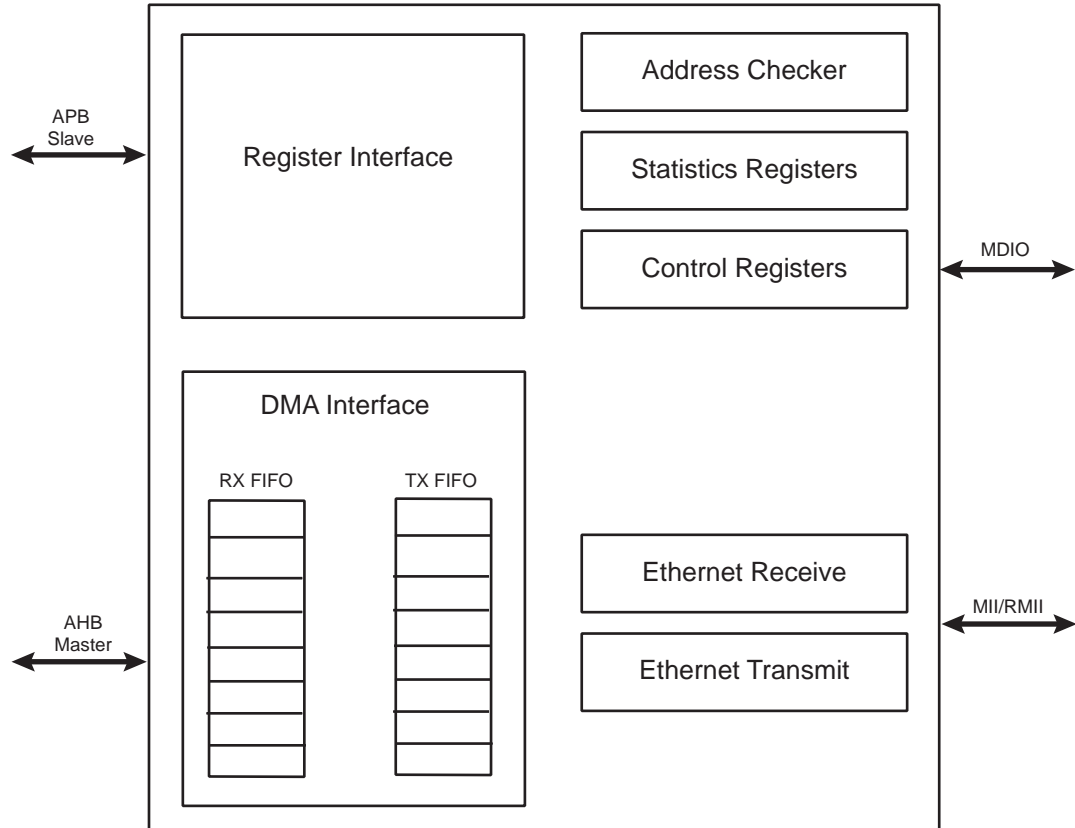 APB
Slave
Register Interface
Address Checker
Statistics Registers
Control Registers
MDIO
DMA Interface
RX FIFO
TX FIFO
AHB
Master
Ethernet Receive
Ethernet Transmit
MII/RMII